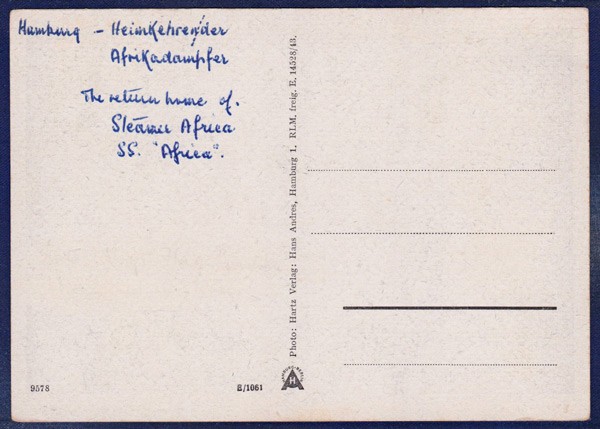 Hamburg - Heimkehrender
Afrikadampfer
The return home of.
Steamer Africa
SS. "Africa".
Photo: Hartz Verlag: Hans Andres, Hamburg 1. RLM. freig. E. 14528/43.
9578
E/1061